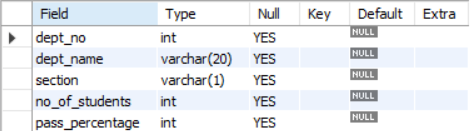 Field Type Null Key Default Extra
dept_no int YES NULL
dept_name varchar(20) YES NULL
section varchar(1) YES NULL
no_of_students int YES NULL
pass_percentage int YES NULL